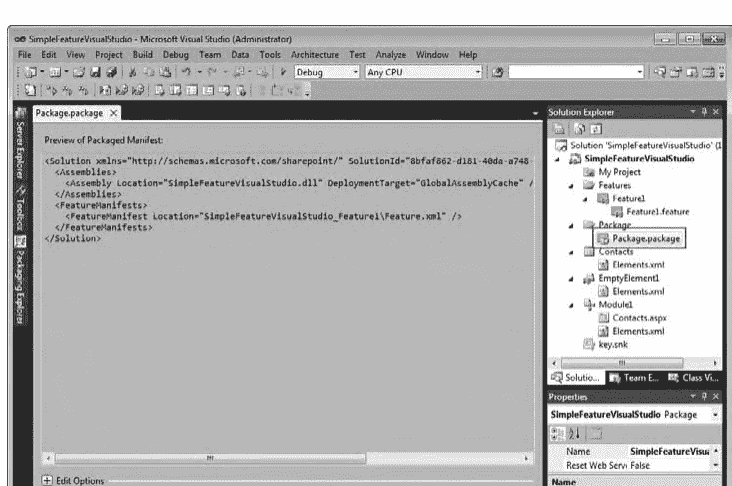 SimpleFeatureVisualStudio - Microsoft Visual Studio (Administrator)
File Edit View Project Build Debug Team Data Tools Architecture Test Analyze Window Help
Debug Any CPU
Package.package X
Server Explorer
Toolbox
Packaging Explorer
Preview of Packaged Manifest:
<Solution xmlns="http://schemas.microsoft.com/sharepoint/" SolutionId="8bfaf862-d181-40da-a748
<Assemblies>
<Assembly Location="SimpleFeatureVisualStudio.dll" DeploymentTarget="GlobalAssemblyCache" /
</Assemblies>
<FeatureManifests>
<FeatureManifest Location="SimpleFeatureVisualStudio_Feature1\Feature.xml" />
</FeatureManifests>
</Solution>
Edit Options
Solution Explorer
Solution 'SimpleFeatureVisualStudio' (1
SimpleFeatureVisualStudio
My Project
Features
Feature1
Feature1.feature
Package
Package.package
Contacts
Elements.xml
EmptyElement1
Elements.xml
Module1
Contacts.aspx
Elements.xml
key.snk
Solutio... Team E... Class Vi...
Properties
SimpleFeatureVisualStudio Package
Name SimpleFeatureVisua
Reset Web Serv False
Name